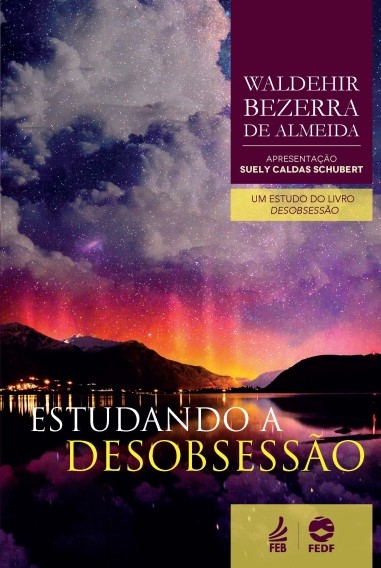 WALDEHIR
BEZERRA
DE ALMEIDA
APRESENTAÇÃO
SUELY CALDAS SCHUBERT
UM ESTUDO DO LIVRO
DESOBSESSÃO
ESTUDANDO A
DESOBSESSÃO
FEB
FEDF